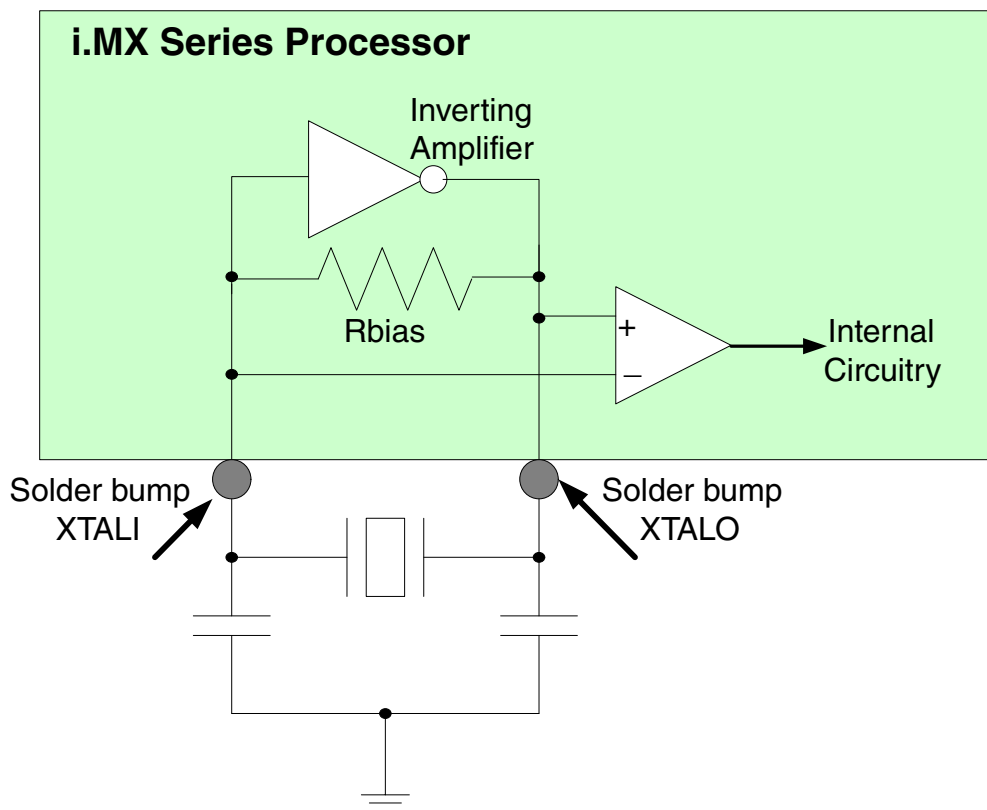 i.MX Series Processor
Inverting
Amplifier
Rbias
+
–
Internal
Circuitry
Solder bump
XTALI
Solder bump
XTALO